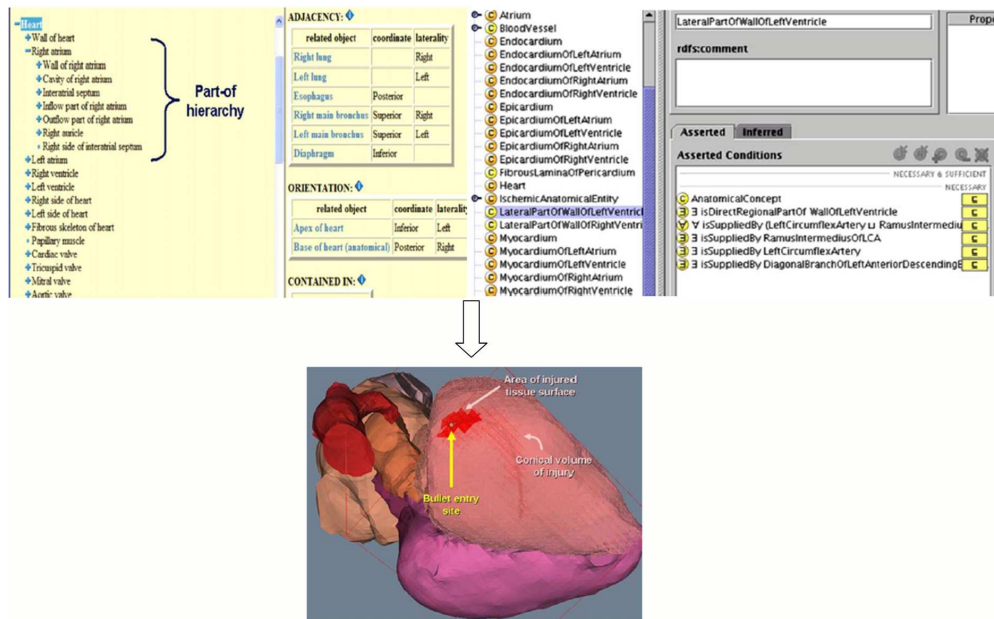 Heart
Wall of heart
Right atrium
Wall of right atrium
Cavity of right atrium
Interatrial septum
Inflow part of right atrium
Outflow part of right atrium
Right auricle
Right side of interatrial septum
Left atrium
Right ventricle
Left ventricle
Right side of heart
Left side of heart
Fibrous skeleton of heart
Papillary muscle
Cardiac valve
Tricuspid valve
Mitral valve
Aortic valve
Part-of
hierarchy
ADJACENCY:
related object coordinate laterality
Right lung Right
Left lung Left
Esophagus Posterior
Right main bronchus Superior Right
Left main bronchus Superior Left
Diaphragm Inferior
ORIENTATION:
related object coordinate laterality
Apex of heart Inferior Left
Base of heart (anatomical) Posterior Right
CONTAINED IN:
Atrium
BloodVessel
Endocardium
EndocardiumOfLeftAtrium
EndocardiumOfLeftVentricle
EndocardiumOfRightAtrium
EndocardiumOfRightVentricle
Epicardium
EpicardiumOfLeftAtrium
EpicardiumOfLeftVentricle
EpicardiumOfRightAtrium
EpicardiumOfRightVentricle
FibrousLaminaOfPericardium
Heart
IschemicAnatomicalEntity
LateralPartOfWallOfLeftVentricl
LateralPartOfWallOfRightVentri
Myocardium
MyocardiumOfLeftAtrium
MyocardiumOfLeftVentricle
MyocardiumOfRightAtrium
MyocardiumOfRightVentricle
LateralPartOfWallOfLeftVentricle
Prope
rdfs:comment
Asserted Inferred
Asserted Conditions
NECESSARY & SUFFICIENT
NECESSARY
AnatomicalConcept
∃ isDirectRegionalPartOf WallOfLeftVentricle
∀ isSuppliedBy (LeftCircumflexArtery ⊔ RamusIntermediu
∃ isSuppliedBy RamusIntermediusOfLCA
∃ isSuppliedBy LeftCircumflexArtery
∃ isSuppliedBy DiagonalBranchOfLeftAnteriorDescendingB
Area of injured
tissue surface
Conical volume
of injury
Bullet entry
site